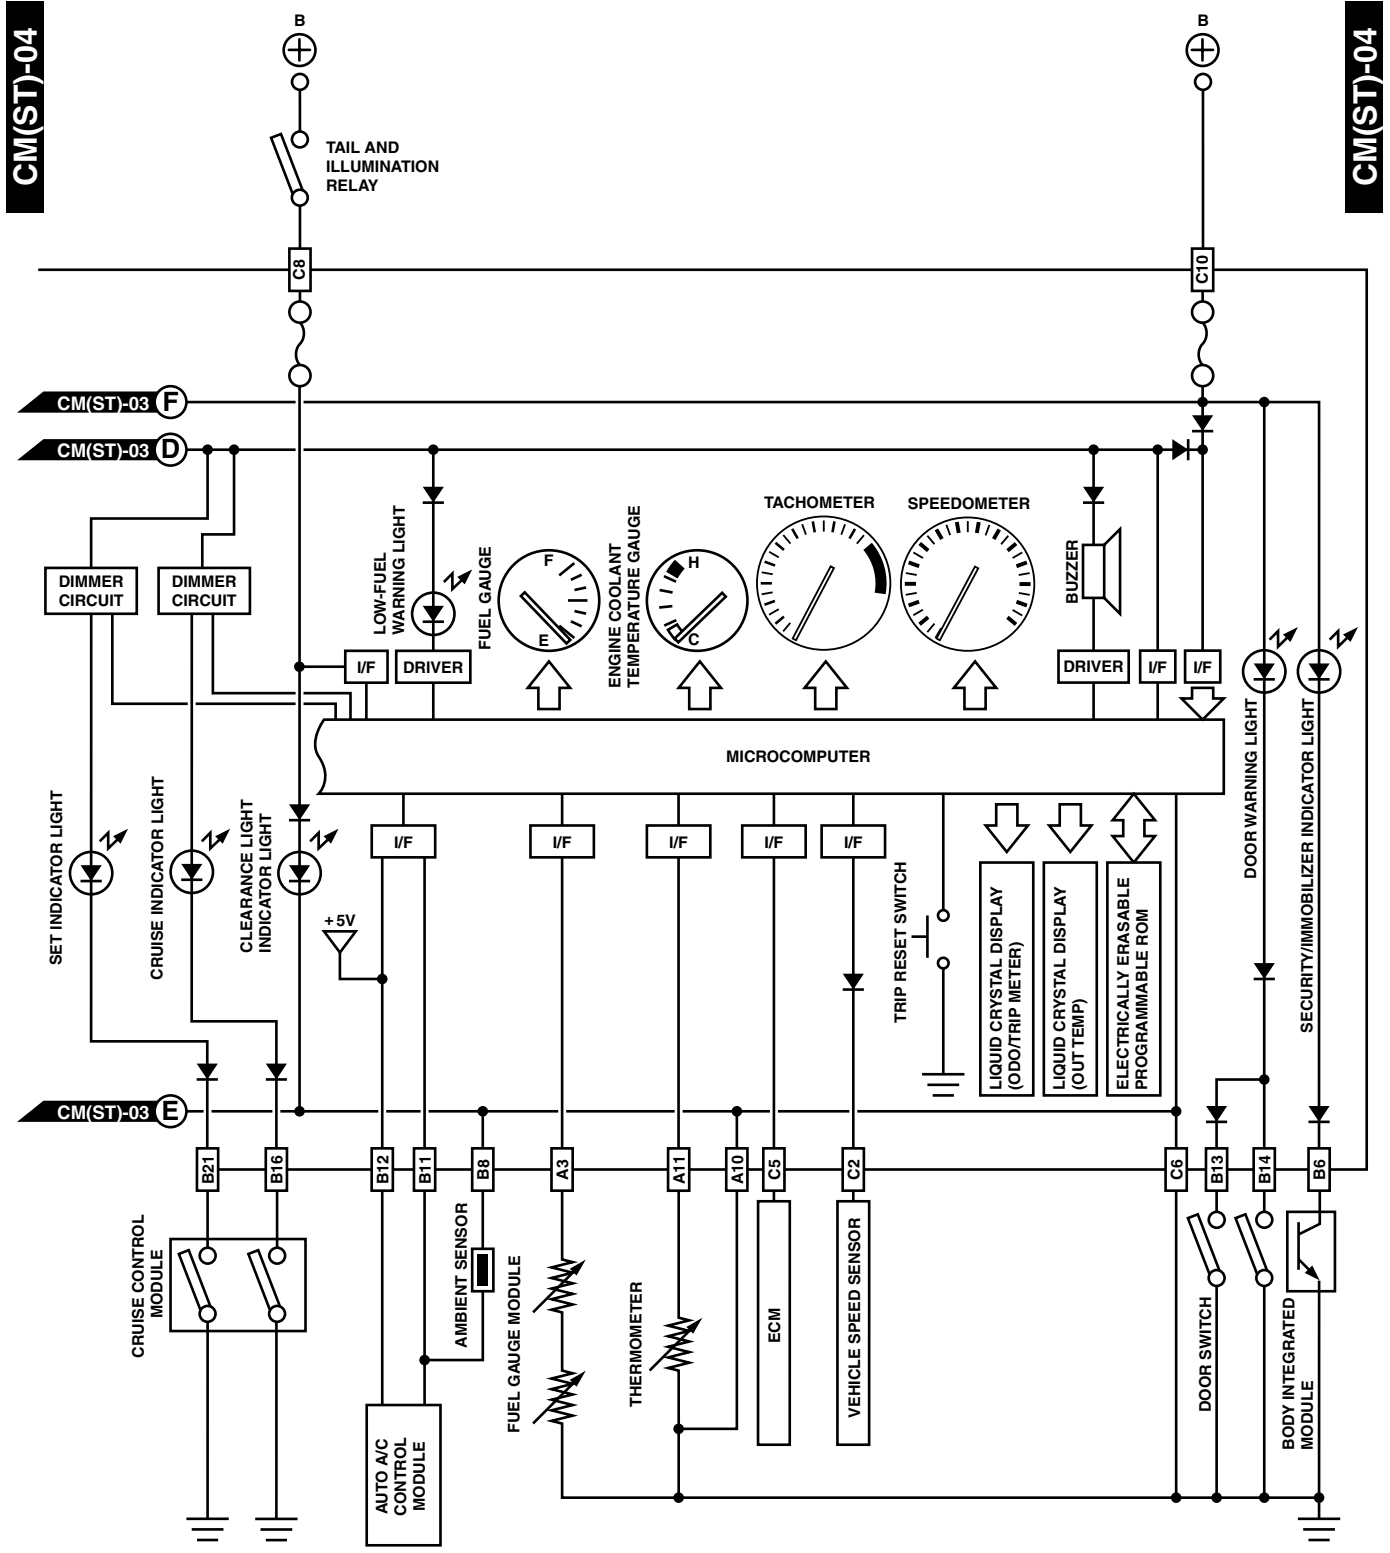 CM(ST)-04
B
B
CM(ST)-04
TAIL AND
ILLUMINATION
RELAY
C8
C10
CM(ST)-03 F
CM(ST)-03 D
DIMMER
CIRCUIT
DIMMER
CIRCUIT
LOW-FUEL
WARNING LIGHT
FUEL GAUGE
F
E
ENGINE COOLANT
TEMPERATURE GAUGE
H
C
TACHOMETER
SPEEDOMETER
BUZZER
I/F
DRIVER
DRIVER
I/F
I/F
MICROCOMPUTER
DOOR WARNING LIGHT
SECURITY/IMMOBILIZER INDICATOR LIGHT
SET INDICATOR LIGHT
CRUISE INDICATOR LIGHT
CLEARANCE LIGHT
INDICATOR LIGHT
I/F
I/F
I/F
I/F
I/F
+5V
TRIP RESET SWITCH
LIQUID CRYSTAL DISPLAY
(ODO/TRIP METER)
LIQUID CRYSTAL DISPLAY
(OUT TEMP)
ELECTRICALLY ERASABLE
PROGRAMMABLE ROM
CM(ST)-03 E
B21
B16
B12
B11
B8
A3
A11
A10
C5
C2
C6
B13
B14
B6
CRUISE CONTROL
MODULE
AUTO A/C
CONTROL
MODULE
AMBIENT SENSOR
FUEL GAUGE MODULE
THERMOMETER
ECM
VEHICLE SPEED SENSOR
DOOR SWITCH
BODY INTEGRATED
MODULE